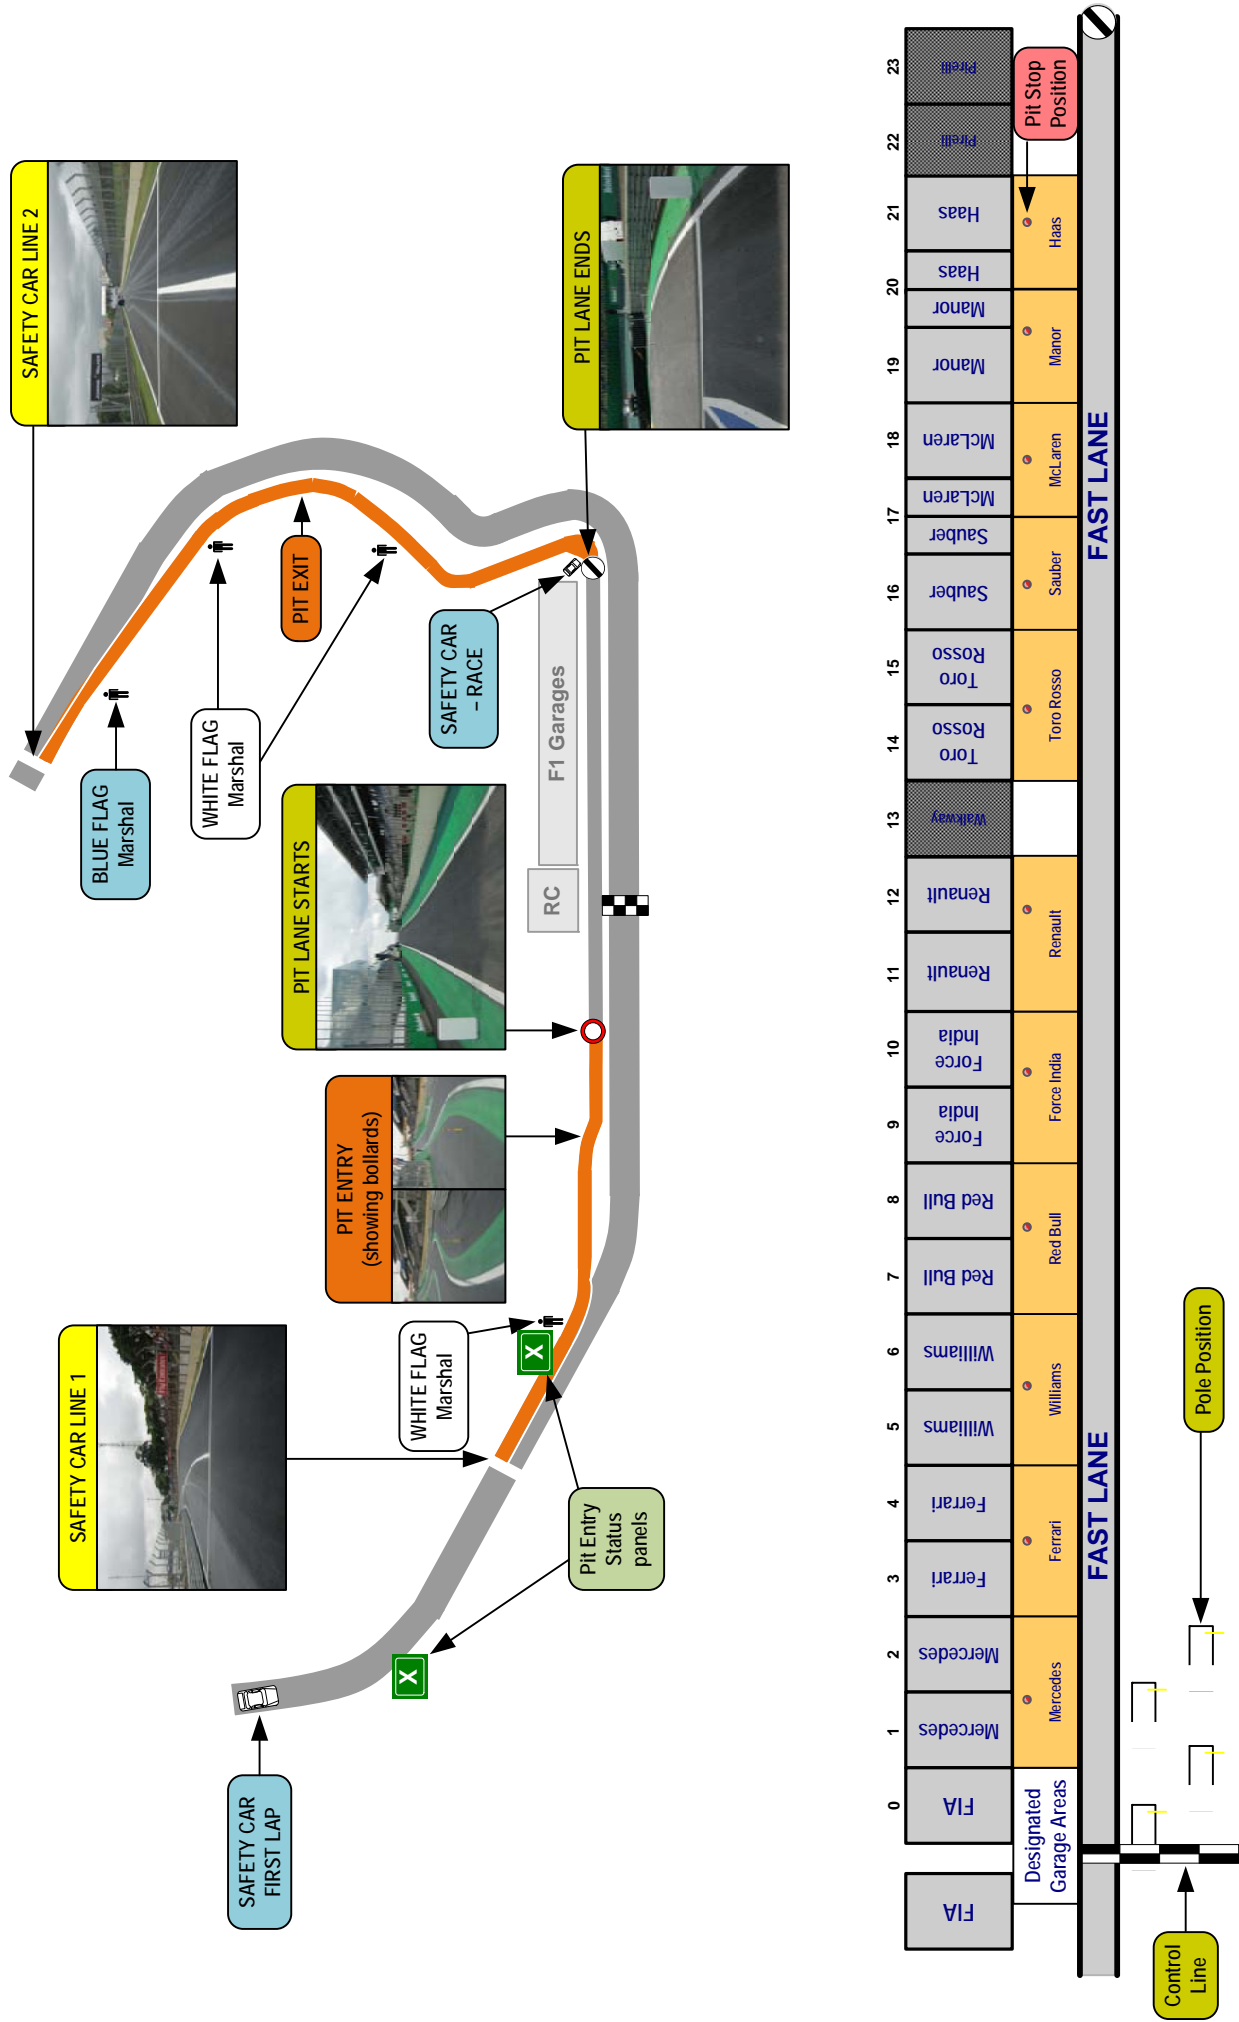 SAFETY CAR LINE 1
SAFETY CAR LINE 2
SAFETY CAR
FIRST LAP
Pit Entry
Status
panels
X
X
WHITE FLAG
Marshal
PIT ENTRY
(showing bollards)
PIT LANE STARTS
RC
F1 Garages
BLUE FLAG
Marshal
WHITE FLAG
Marshal
PIT EXIT
SAFETY CAR
– RACE
PIT LANE ENDS
0
1
2
3
4
5
6
7
8
9
10
11
12
13
14
15
16
17
18
19
20
21
22
23
FIA
FIA
Mercedes
Mercedes
Ferrari
Ferrari
Williams
Williams
Red Bull
Red Bull
Force
India
Force
India
Renault
Renault
Walkway
Toro
Rosso
Toro
Rosso
Sauber
Sauber
McLaren
McLaren
Manor
Manor
Haas
Haas
Pirelli
Pirelli
Designated
Garage Areas
Mercedes
Ferrari
Williams
Red Bull
Force India
Renault
Toro Rosso
Sauber
McLaren
Manor
Haas
Pit Stop
Position
FAST LANE
FAST LANE
Control
Line
Pole Position